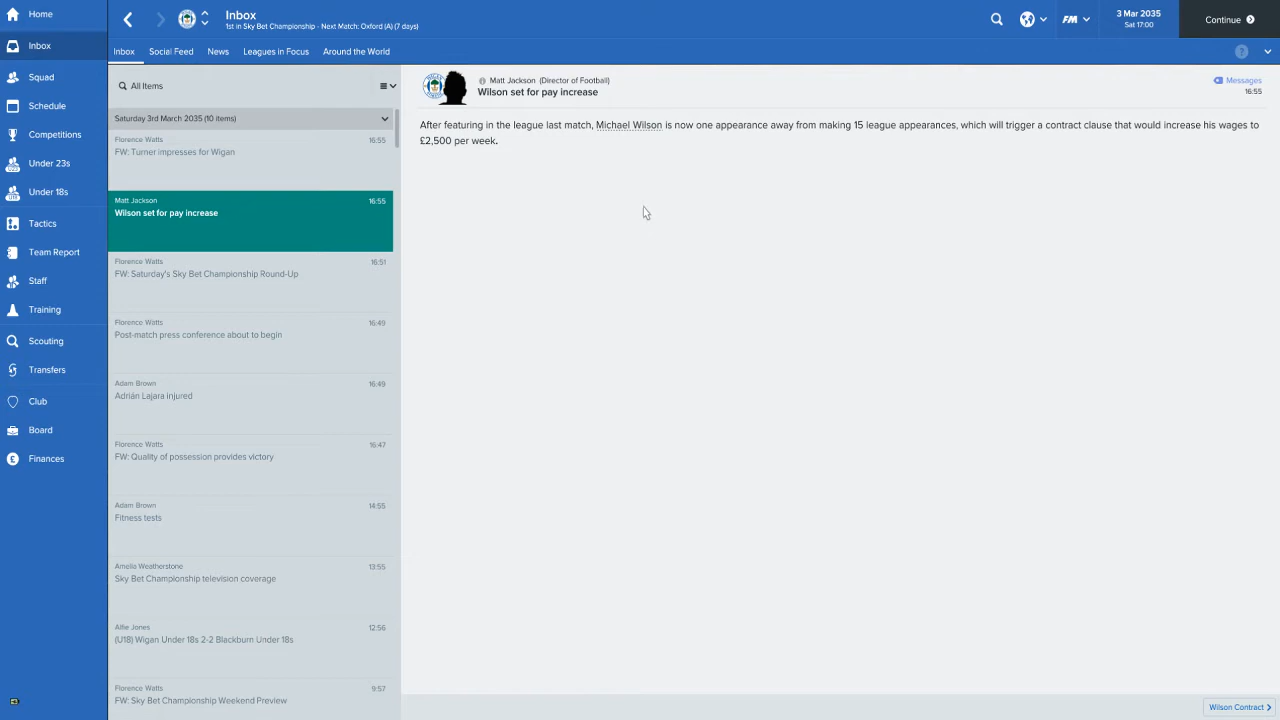 Home
Inbox
Squad
Schedule
Competitions
Under 23s
Under 18s
Tactics
Team Report
Staff
Training
Scouting
Transfers
Club
Board
Finances
Inbox
1st in Sky Bet Championship - Next Match: Oxford (A) (7 days)
FM
3 Mar 2035
Sat 17:00
Continue
Inbox
Social Feed
News
Leagues in Focus
Around the World
All Items
Saturday 3rd March 2035 (10 items)
Florence Watts 16:55
FW: Turner impresses for Wigan
Matt Jackson 16:55
Wilson set for pay increase
Florence Watts 16:51
FW: Saturday's Sky Bet Championship Round-Up
Florence Watts 16:49
Post-match press conference about to begin
Adam Brown 16:49
Adrián Lajara injured
Florence Watts 16:47
FW: Quality of possession provides victory
Adam Brown 14:55
Fitness tests
Amelia Weatherstone 13:55
Sky Bet Championship television coverage
Alfie Jones 12:56
(U18) Wigan Under 18s 2-2 Blackburn Under 18s
Florence Watts 9:57
FW: Sky Bet Championship Weekend Preview
Matt Jackson (Director of Football)
Wilson set for pay increase
Messages
16:55
After featuring in the league last match, Michael Wilson is now one appearance away from making 15 league appearances, which will trigger a contract clause that would increase his wages to
£2,500 per week.
Wilson Contract